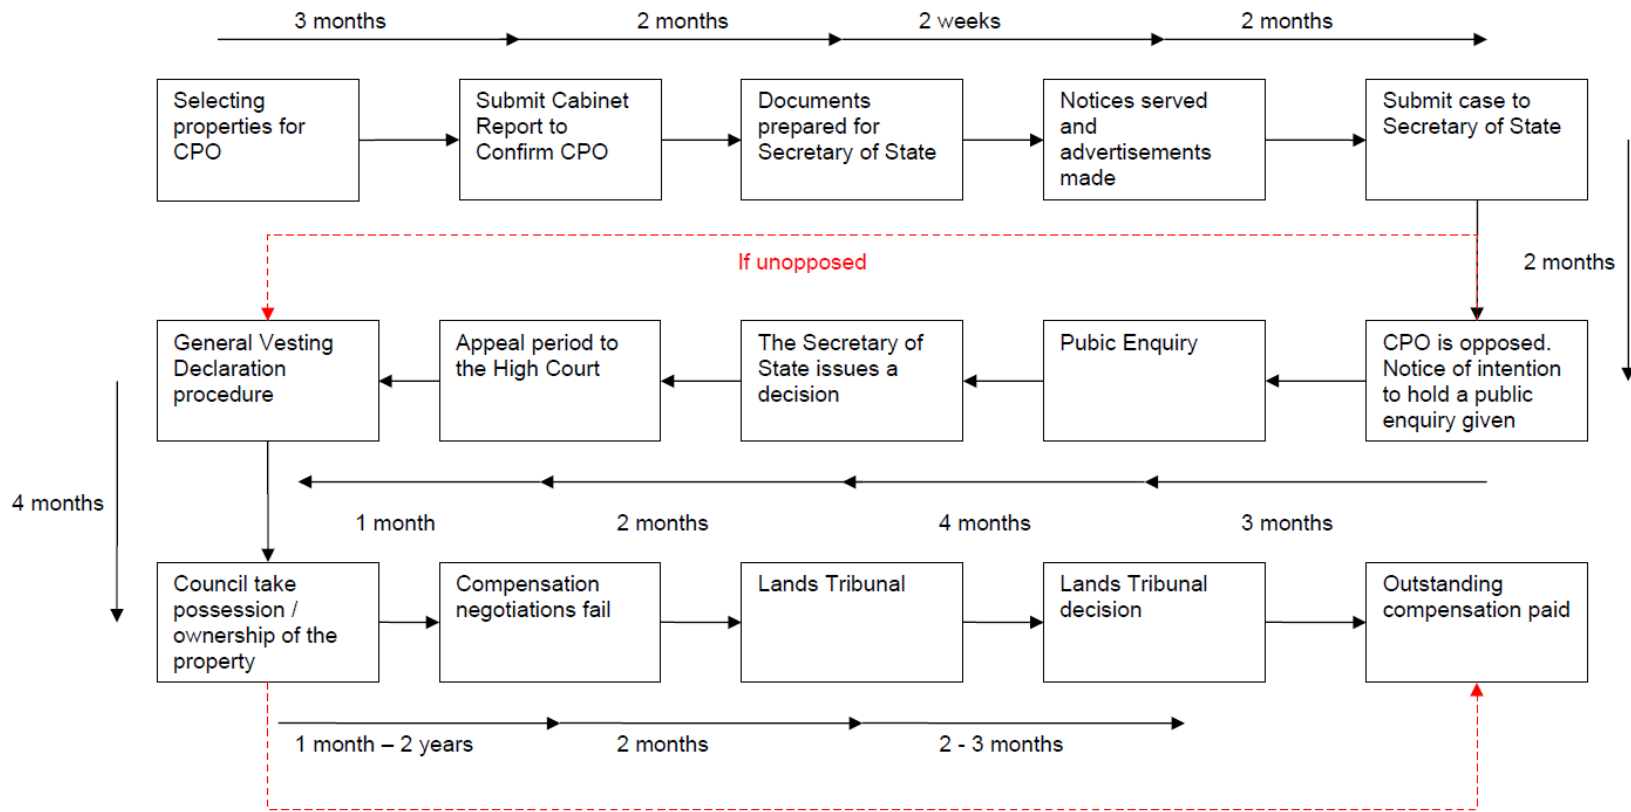 3 months
2 months
2 weeks
2 months
Selecting
properties for
CPO
Submit Cabinet
Report to
Confirm CPO
Documents
prepared for
Secretary of State
Notices served
and
advertisements
made
Submit case to
Secretary of State
If unopposed
2 months
General Vesting
Declaration
procedure
Appeal period to
the High Court
The Secretary of
State issues a
decision
Pubic Enquiry
CPO is opposed.
Notice of intention
to hold a public
enquiry given
4 months
1 month
2 months
4 months
3 months
Council take
possession /
ownership of the
property
Compensation
negotiations fail
Lands Tribunal
Lands Tribunal
decision
Outstanding
compensation paid
1 month – 2 years
2 months
2 - 3 months